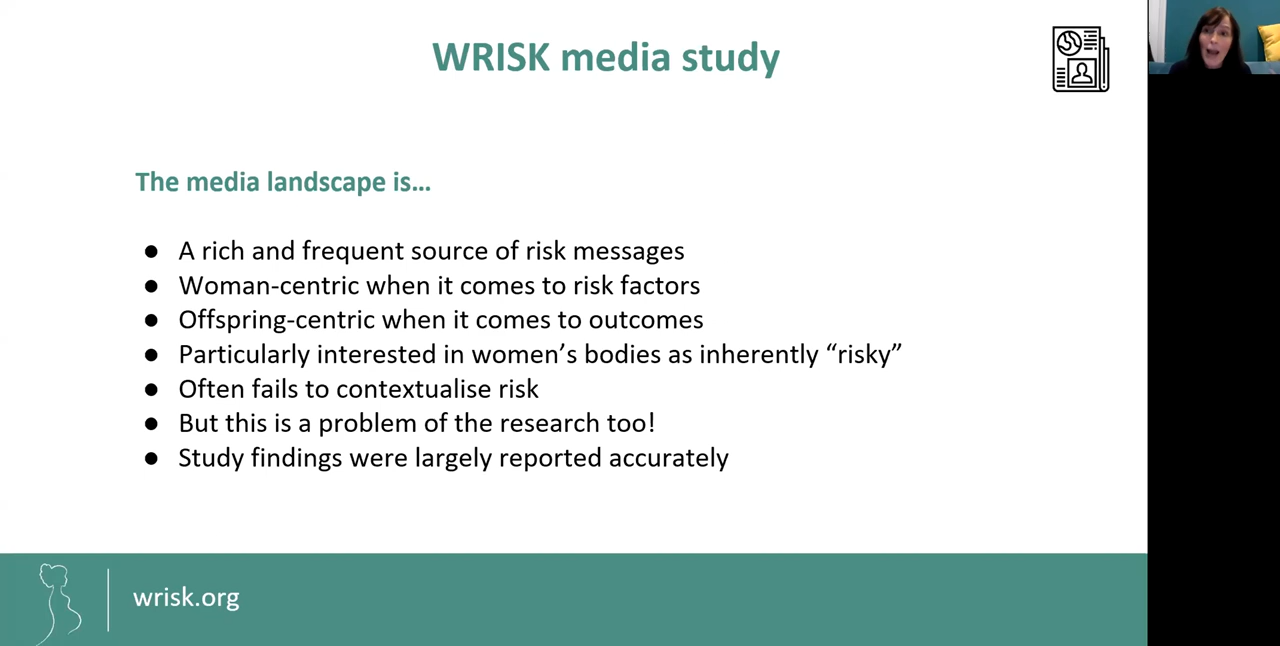 WRISK media study
The media landscape is…
● A rich and frequent source of risk messages
● Woman-centric when it comes to risk factors
● Offspring-centric when it comes to outcomes
● Particularly interested in women’s bodies as inherently “risky”
● Often fails to contextualise risk
● But this is a problem of the research too!
● Study findings were largely reported accurately
wrisk.org